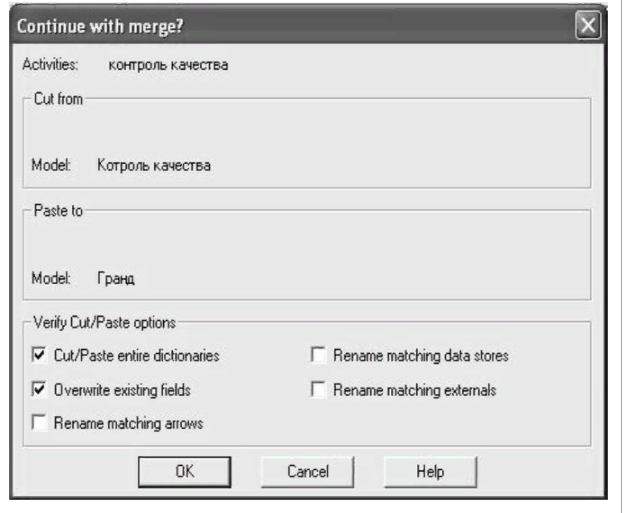 Continue with merge?
Activities: контроль качества
Cut from
Model: Котроль качества
Paste to
Model: Гранд
Verify Cut/Paste options
Cut/Paste entire dictionaries
Rename matching data stores
Overwrite existing fields
Rename matching externals
Rename matching arrows
OK Cancel Help